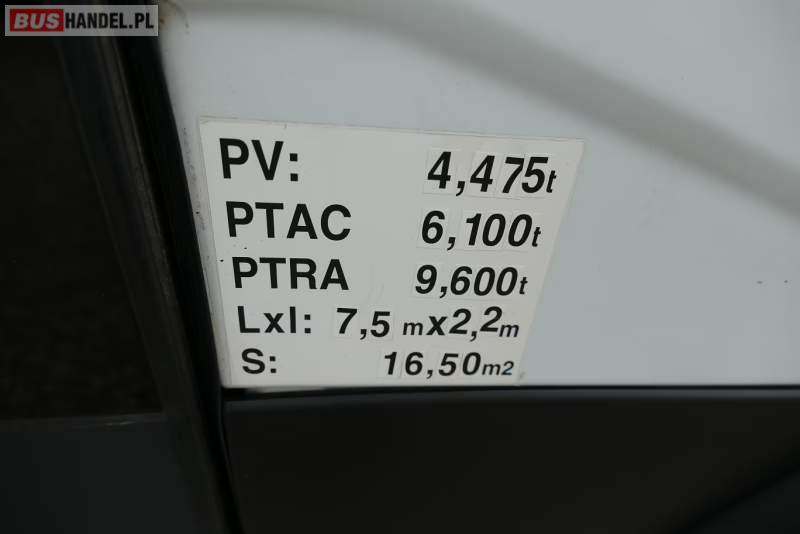 BUSHANDEL.PL
PV: 4,475t
PTAC 6,100t
PTRA 9,600t
Lxl: 7,5 mx2,2m
S: 16,50m2